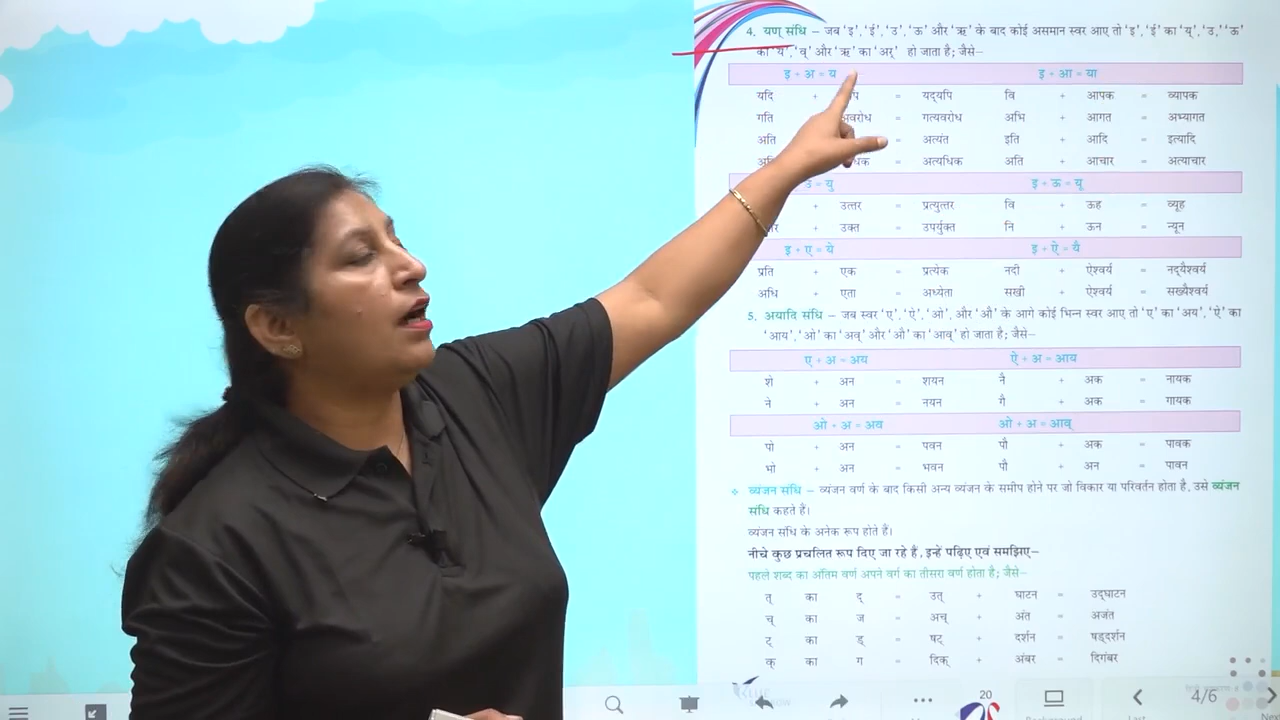 4. यण् संधि – जब 'इ', 'ई', 'उ', 'ऊ' और 'ऋ' के बाद कोई असमान स्वर आए तो 'इ', 'ई' का 'य्', 'उ', 'ऊ'
का 'व्' और 'ऋ' का 'अर्' हो जाता है; जैसे–
इ + अ = य इ + आ = या
यदि + = यद्यपि वि + आपक = व्यापक
गति अवरोध = गत्यवरोध अभि + आगत = अभ्यागत
अति = अत्यंत इति + आदि = इत्यादि
= अत्यधिक अति + आचार = अत्याचार
= यु इ + ऊ = यू
+ उत्तर = प्रत्युत्तर वि + ऊह = व्यूह
+ उक्त = उपर्युक्त नि + ऊन = न्यून
इ + ए = ये इ + ऐ = यै
प्रति + एक = प्रत्येक नदी + ऐश्वर्य = नद्यैश्वर्य
अधि + एता = अध्येता सखी + ऐश्वर्य = सख्यैश्वर्य
5. अयादि संधि – जब स्वर 'ए', 'ऐ', 'ओ', और 'औ' के आगे कोई भिन्न स्वर आए तो 'ए' का 'अय', 'ऐ' का
'आय', 'ओ' का 'अव्' और 'औ' का 'आव्' हो जाता है; जैसे–
ए + अ = अय ऐ + अ = आय
शे + अन = शयन नै + अक = नायक
ने + अन = नयन गै + अक = गायक
ओ + अ = अव ओ + अ = आव्
पो + अन = पवन पौ + अक = पावक
भो + अन = भवन पौ + अन = पावन
❖ व्यंजन संधि – व्यंजन वर्ण के बाद किसी अन्य व्यंजन के समीप होने पर जो विकार या परिवर्तन होता है, उसे व्यंजन
संधि कहते हैं।
व्यंजन संधि के अनेक रूप होते हैं।
नीचे कुछ प्रचलित रूप दिए जा रहे हैं, इन्हें पढ़िए एवं समझिए–
पहले शब्द का अंतिम वर्ण अपने वर्ग का तीसरा वर्ण होता है; जैसे–
त् का द् = उत् + घाटन = उद्घाटन
च् का ज = अच् + अंत = अजंत
ट् का ड् = षट् + दर्शन = षड्दर्शन
क् का ग = दिक् + अंबर = दिगंबर
20
4/6